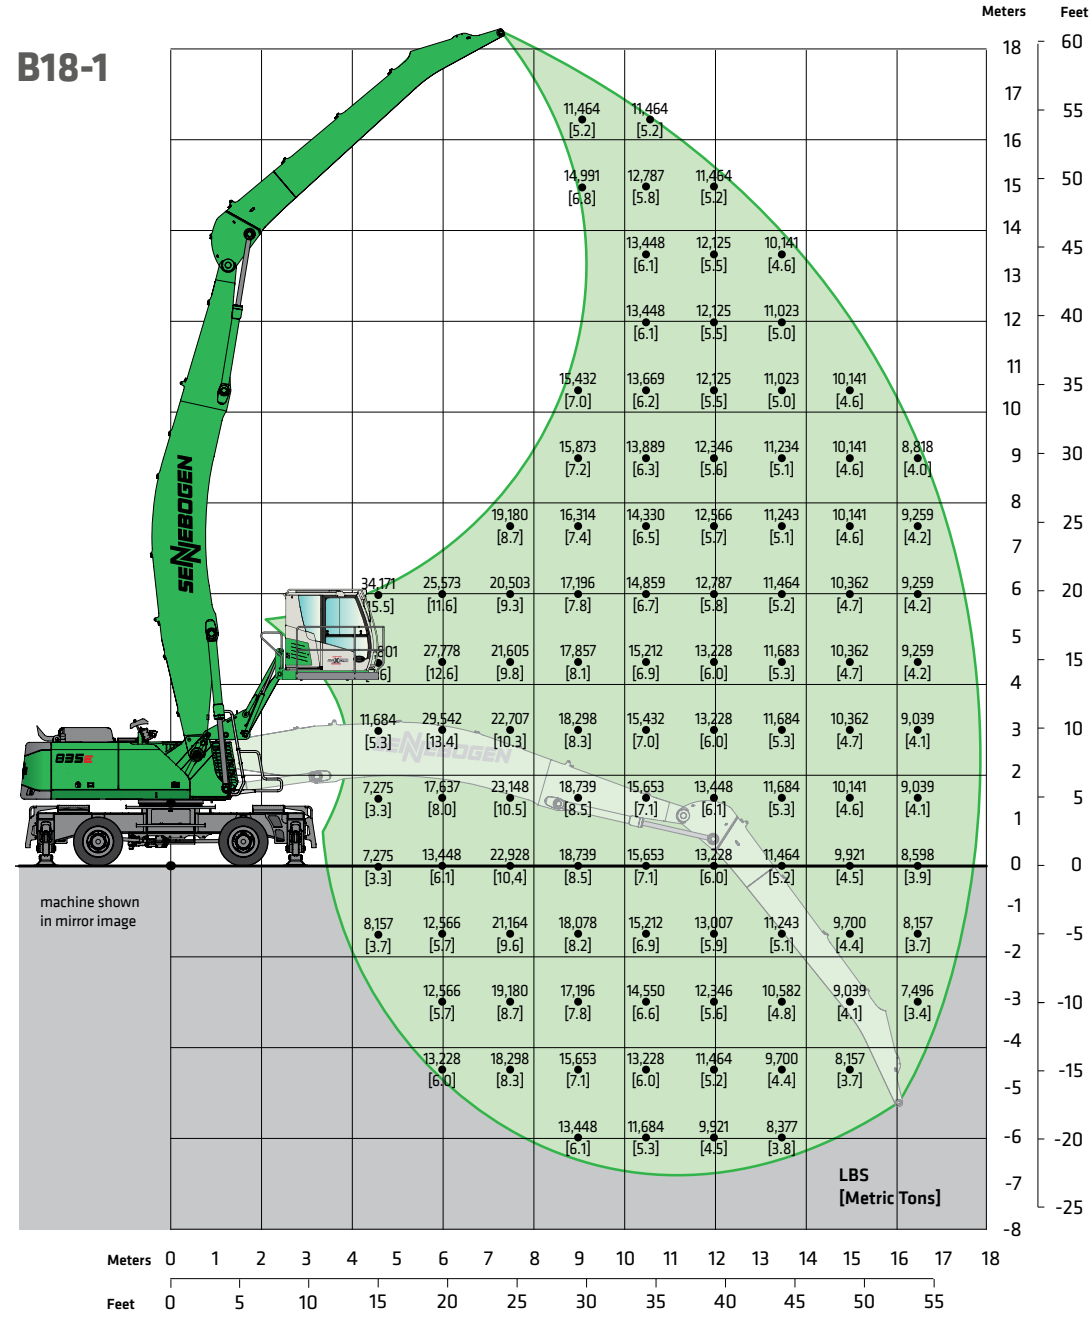 Meters Feet
B18-1
18 60
17
11,464 11,464 55
[5.2] [5.2]
16
14,991 12,787 11,464 50
[6.8] [5.8] [5.2]
15
14
13,448 12,125 10,141 45
[6.1] [5.5] [4.6]
13
13,448 12,125 11,023 40
[6.1] [5.5] [5.0]
12
11
15,432 13,669 12,125 11,023 10,141 35
[7.0] [6.2] [5.5] [5.0] [4.6]
10
15,873 13,889 12,346 11,234 10,141 8,818 30
[7.2] [6.3] [5.6] [5.1] [4.6] [4.0]
9
SENNEBOGEN
8
19,180 16,314 14,330 12,566 11,243 10,141 9,259 25
[8.7] [7.4] [6.5] [5.7] [5.1] [4.6] [4.2]
7
34,171 25,573 20,503 17,196 14,859 12,787 11,464 10,362 9,259 6 20
[15.5] [11.6] [9.3] [7.8] [6.7] [5.8] [5.2] [4.7] [4.2]
5
27,778 21,605 17,857 15,212 13,228 11,683 10,362 9,259 15
[12.6] [9.8] [8.1] [6.9] [6.0] [5.3] [4.7] [4.2]
4
11,684 29,542 22,707 18,298 15,432 13,228 11,684 10,362 9,039 3 10
[5.3] [13.4] [10.3] [8.3] [7.0] [6.0] [5.3] [4.7] [4.1]
SENNEBOGEN
835E
2
7,275 17,637 23,148 18,739 15,653 13,448 11,684 10,141 9,039 5
[3.3] [8.0] [10.5] [8.5] [7.1] [6.1] [5.3] [4.6] [4.1]
1
7,275 13,448 22,928 18,739 15,653 13,228 11,464 9,921 8,598 0 0
[3.3] [6.1] [10,4] [8.5] [7.1] [6.0] [5.2] [4.5] [3.9]
machine shown
in mirror image
-1
8,157 12,566 21,164 18,078 15,212 13,007 11,243 9,700 8,157 -5
[3.7] [5.7] [9.6] [8.2] [6.9] [5.9] [5.1] [4.4] [3.7]
-2
12,566 19,180 17,196 14,550 12,346 10,582 9,039 7,496 -3 -10
[5.7] [8.7] [7.8] [6.6] [5.6] [4.8] [4.1] [3.4]
-4
13,228 18,298 15,653 13,228 11,464 9,700 8,157 -15
[6.0] [8.3] [7.1] [6.0] [5.2] [4.4] [3.7]
-5
13,448 11,684 9,921 8,377 -6 -20
[6.1] [5.3] [4.5] [3.8]
LBS
[Metric Tons]
-7
-25
-8
Meters 0 1 2 3 4 5 6 7 8 9 10 11 12 13 14 15 16 17 18
Feet 0 5 10 15 20 25 30 35 40 45 50 55